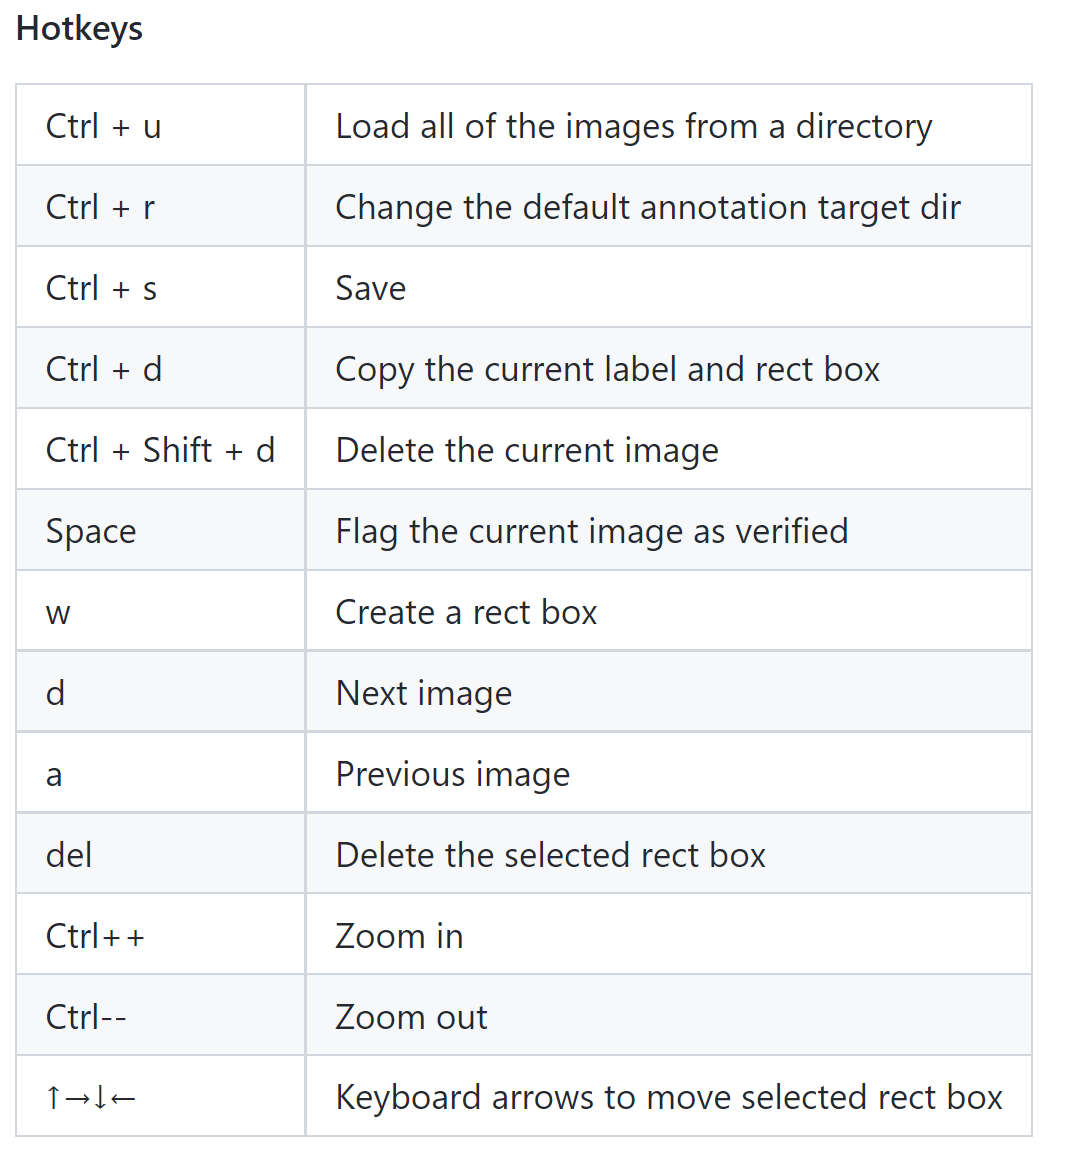 Hotkeys
Ctrl + u Load all of the images from a directory
Ctrl + r Change the default annotation target dir
Ctrl + s Save
Ctrl + d Copy the current label and rect box
Ctrl + Shift + d Delete the current image
Space Flag the current image as verified
w Create a rect box
d Next image
a Previous image
del Delete the selected rect box
Ctrl++ Zoom in
Ctrl-- Zoom out
↑→↓← Keyboard arrows to move selected rect box